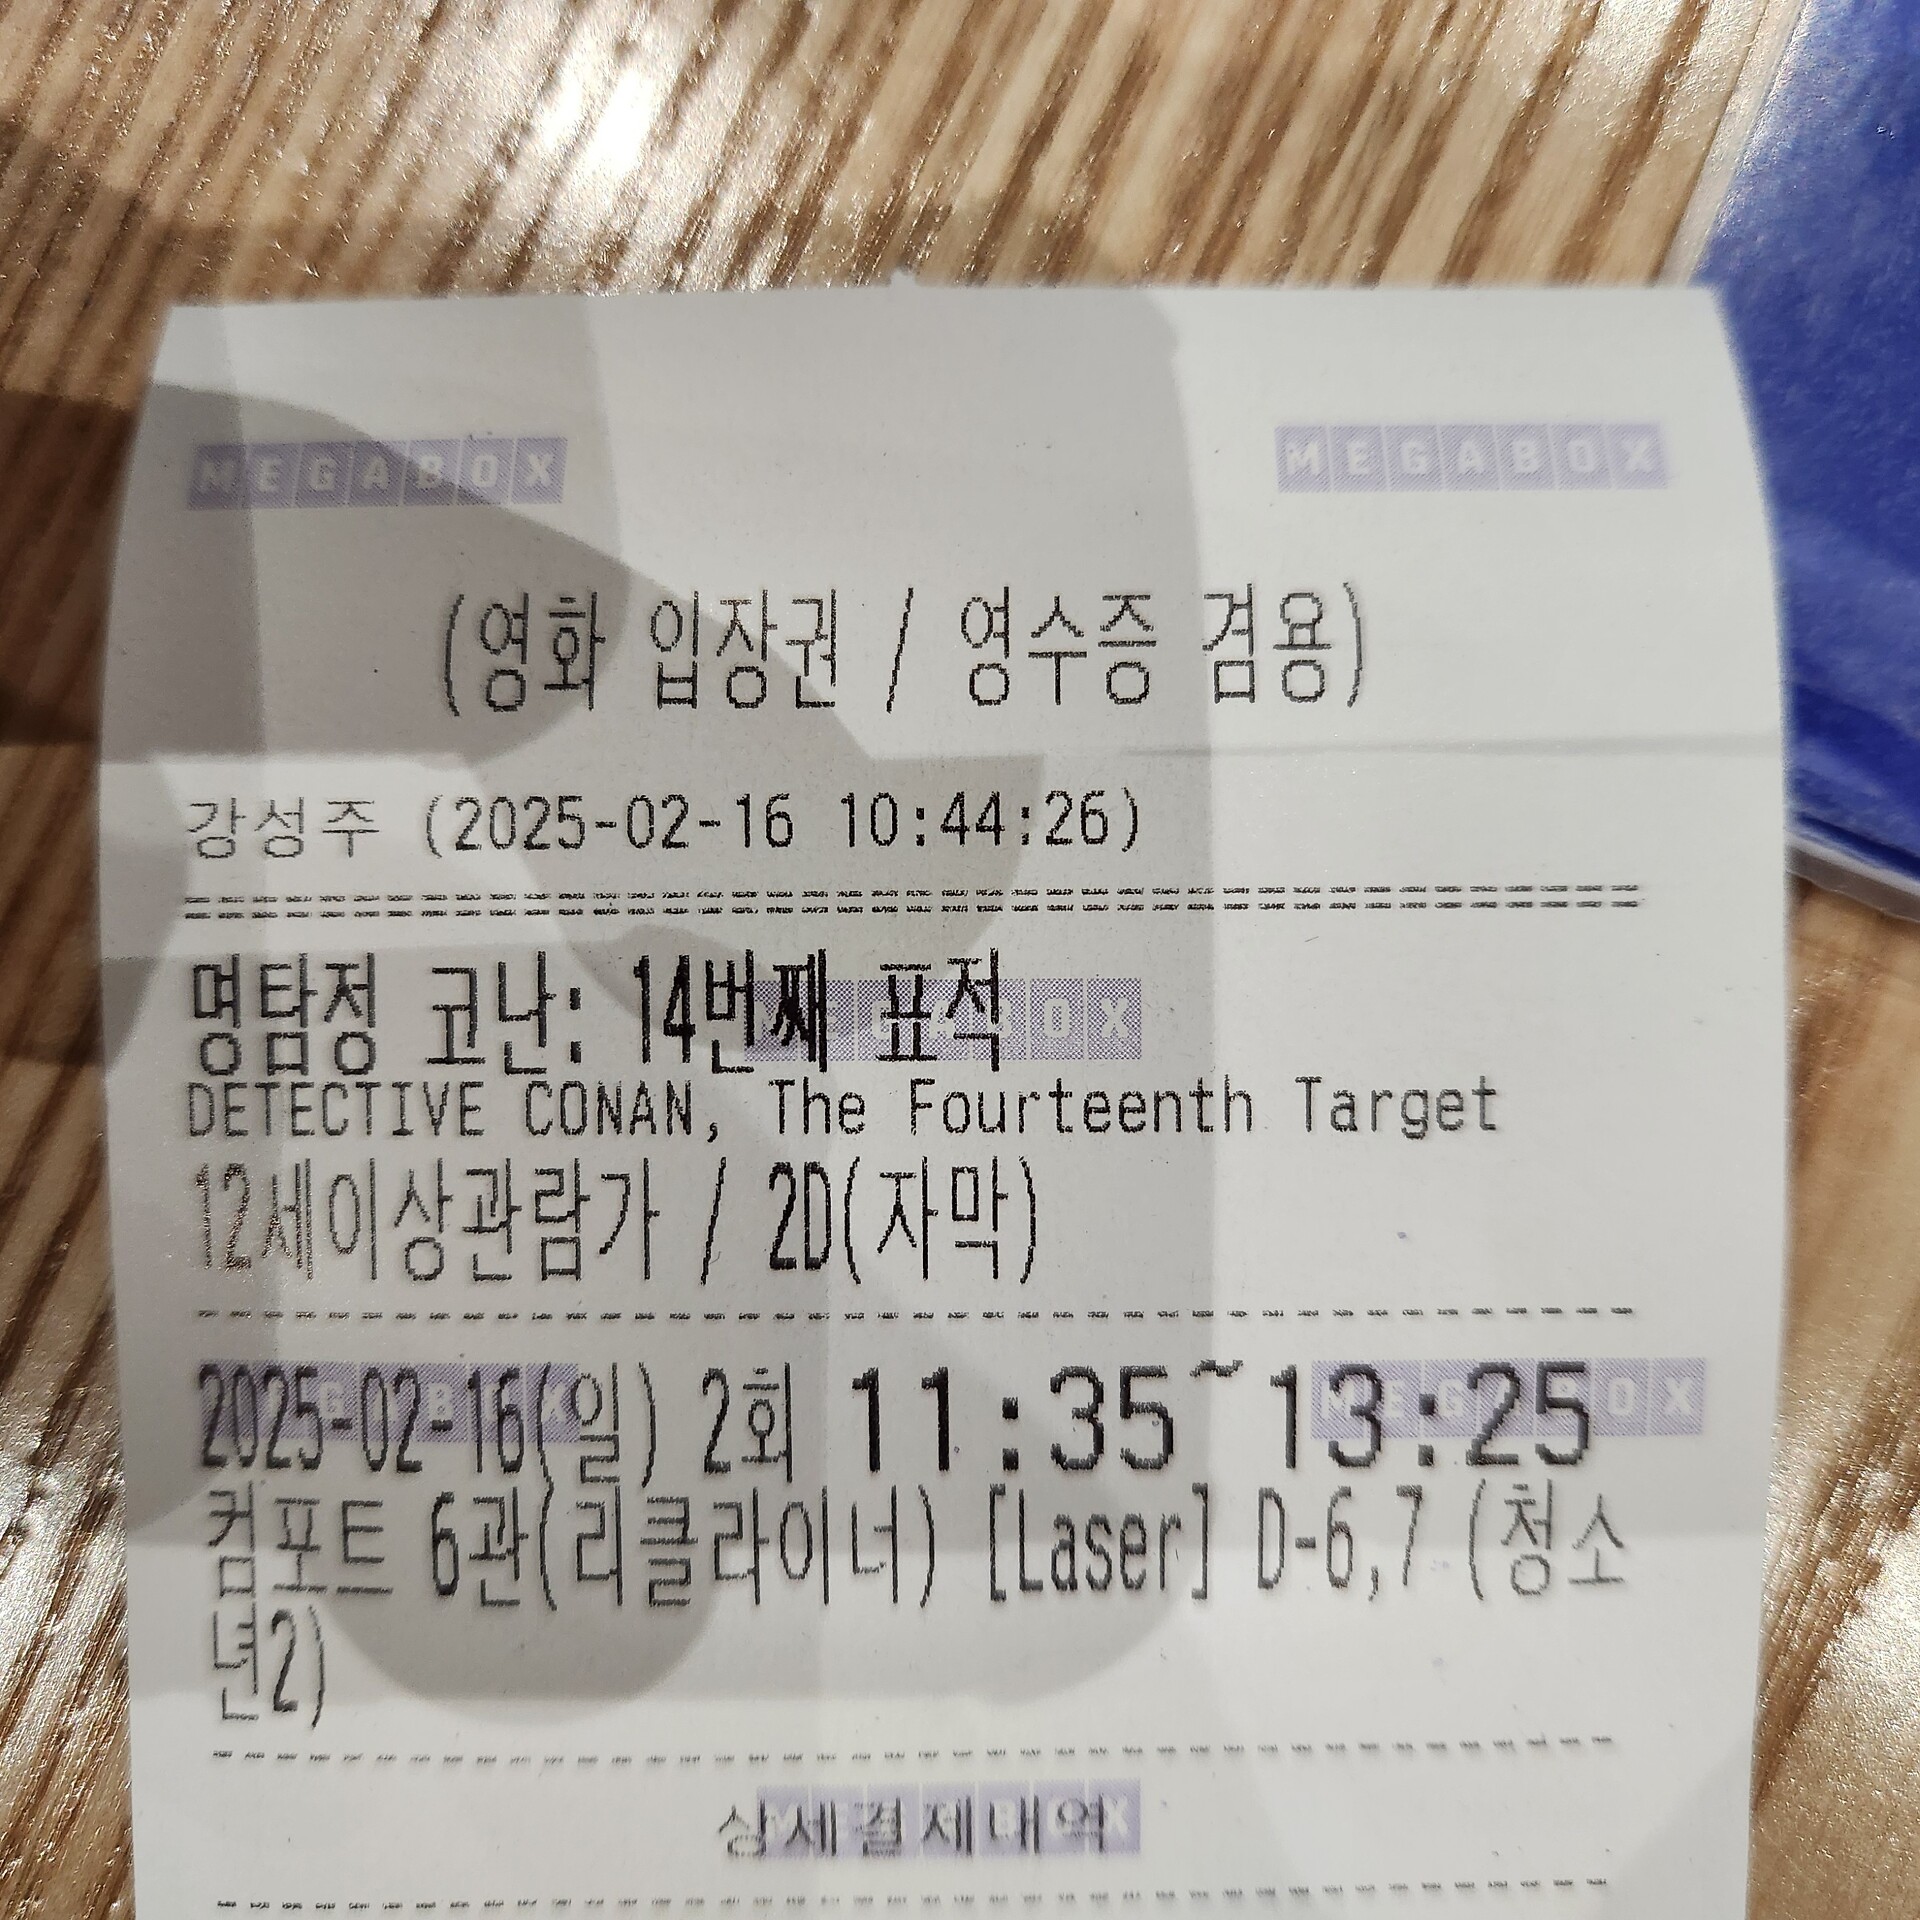 MEGABOX MEGABOX
(영화 입장권 / 영수증 겸용)
강성주 (2025-02-16 10:44:26)
명탐정 코난: 14번째 표적
DETECTIVE CONAN, The Fourteenth Target
12세이상관람가 / 2D(자막)
2025-02-16(일) 2회 11:35~13:25
컴포트 6관(리클라이너) [Laser] D-6,7 (청소
년2)
상세결제내역